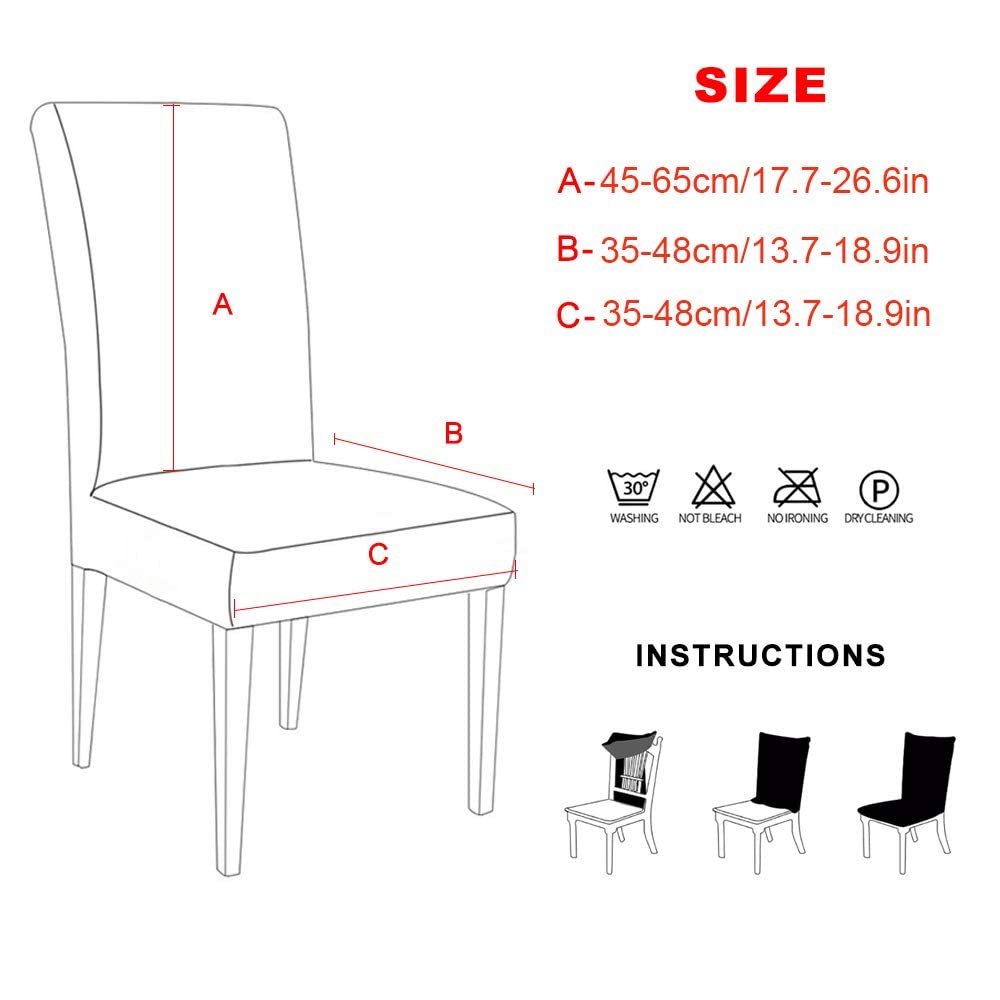 SIZE
A- 45-65cm/17.7-26.6in
B- 35-48cm/13.7-18.9in
C- 35-48cm/13.7-18.9in
A
B
C
30°
P
WASHING
NOT BLEACH
NO IRONING
DRY CLEANING
INSTRUCTIONS